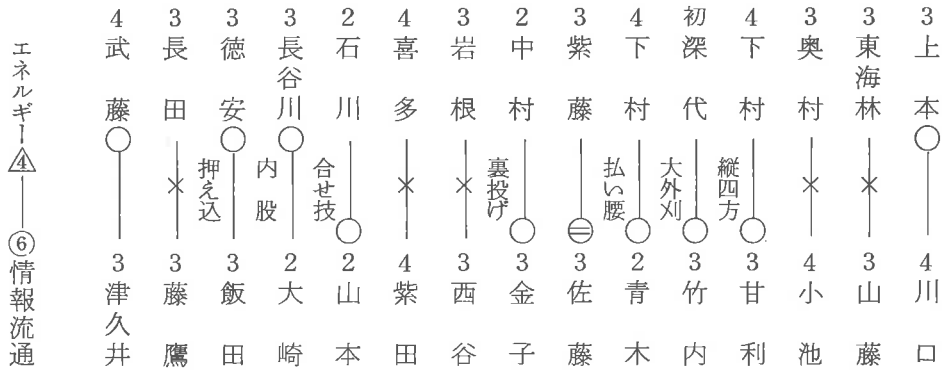 3上本○——4川口
3東海林—×—3山藤
3奥村—×—4小池
4下村——○3甘利
縦四方
初深代——○3竹内
大外刈
4下村——○2青木
払い腰
3紫藤——㊁3佐藤
2中村——○3金子
裏投げ
3岩根—×—3西谷
4喜多—×—4紫田
2石川——○2山本
合せ技
3長谷川○——2大崎
内股
3徳安○——3飯田
押え込
3長田—×—3藤鷹
4武藤○——3津久井
エネルギー④——⑥情報流通